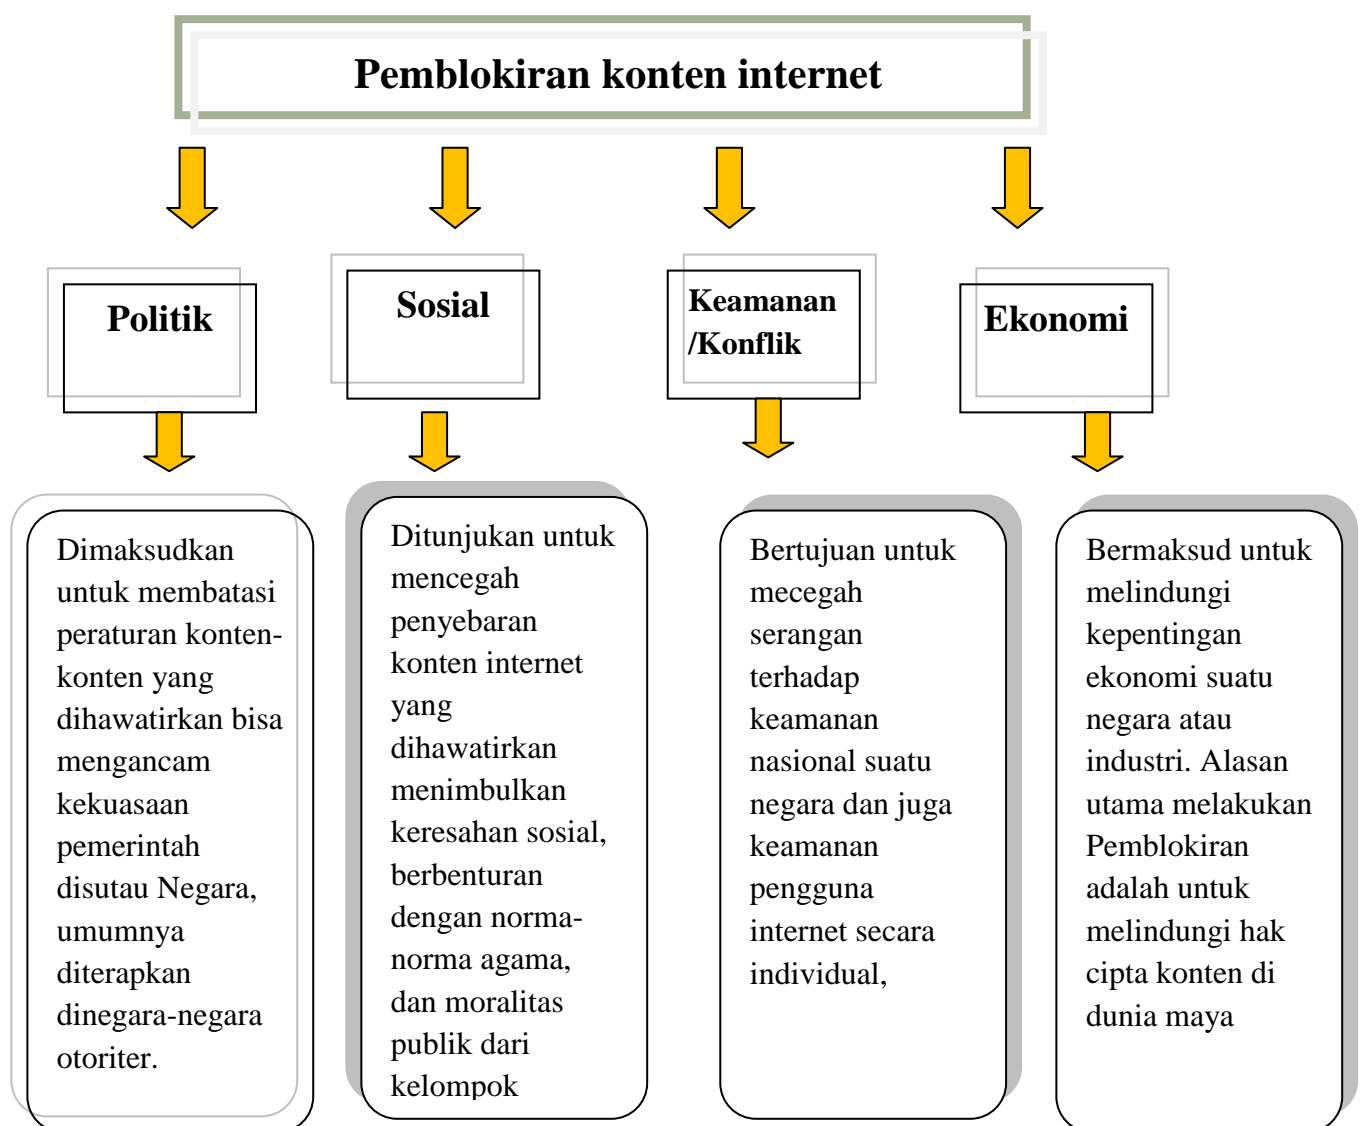 Pemblokiran konten internet
Politik
Sosial
Keamanan
/Konflik
Ekonomi
Dimaksudkan
untuk membatasi
peraturan konten-
konten yang
dihawatirkan bisa
mengancam
kekuasaan
pemerintah
disutau Negara,
umumnya
diterapkan
dinegara-negara
otoriter.
Ditunjukan untuk
mencegah
penyebaran
konten internet
yang
dihawatirkan
menimbulkan
keresahan sosial,
berbenturan
dengan norma-
norma agama,
dan moralitas
publik dari
kelompok
Bertujuan untuk
mecegah
serangan
terhadap
keamanan
nasional suatu
negara dan juga
keamanan
pengguna
internet secara
individual,
Bermaksud untuk
melindungi
kepentingan
ekonomi suatu
negara atau
industri. Alasan
utama melakukan
Pemblokiran
adalah untuk
melindungi hak
cipta konten di
dunia maya